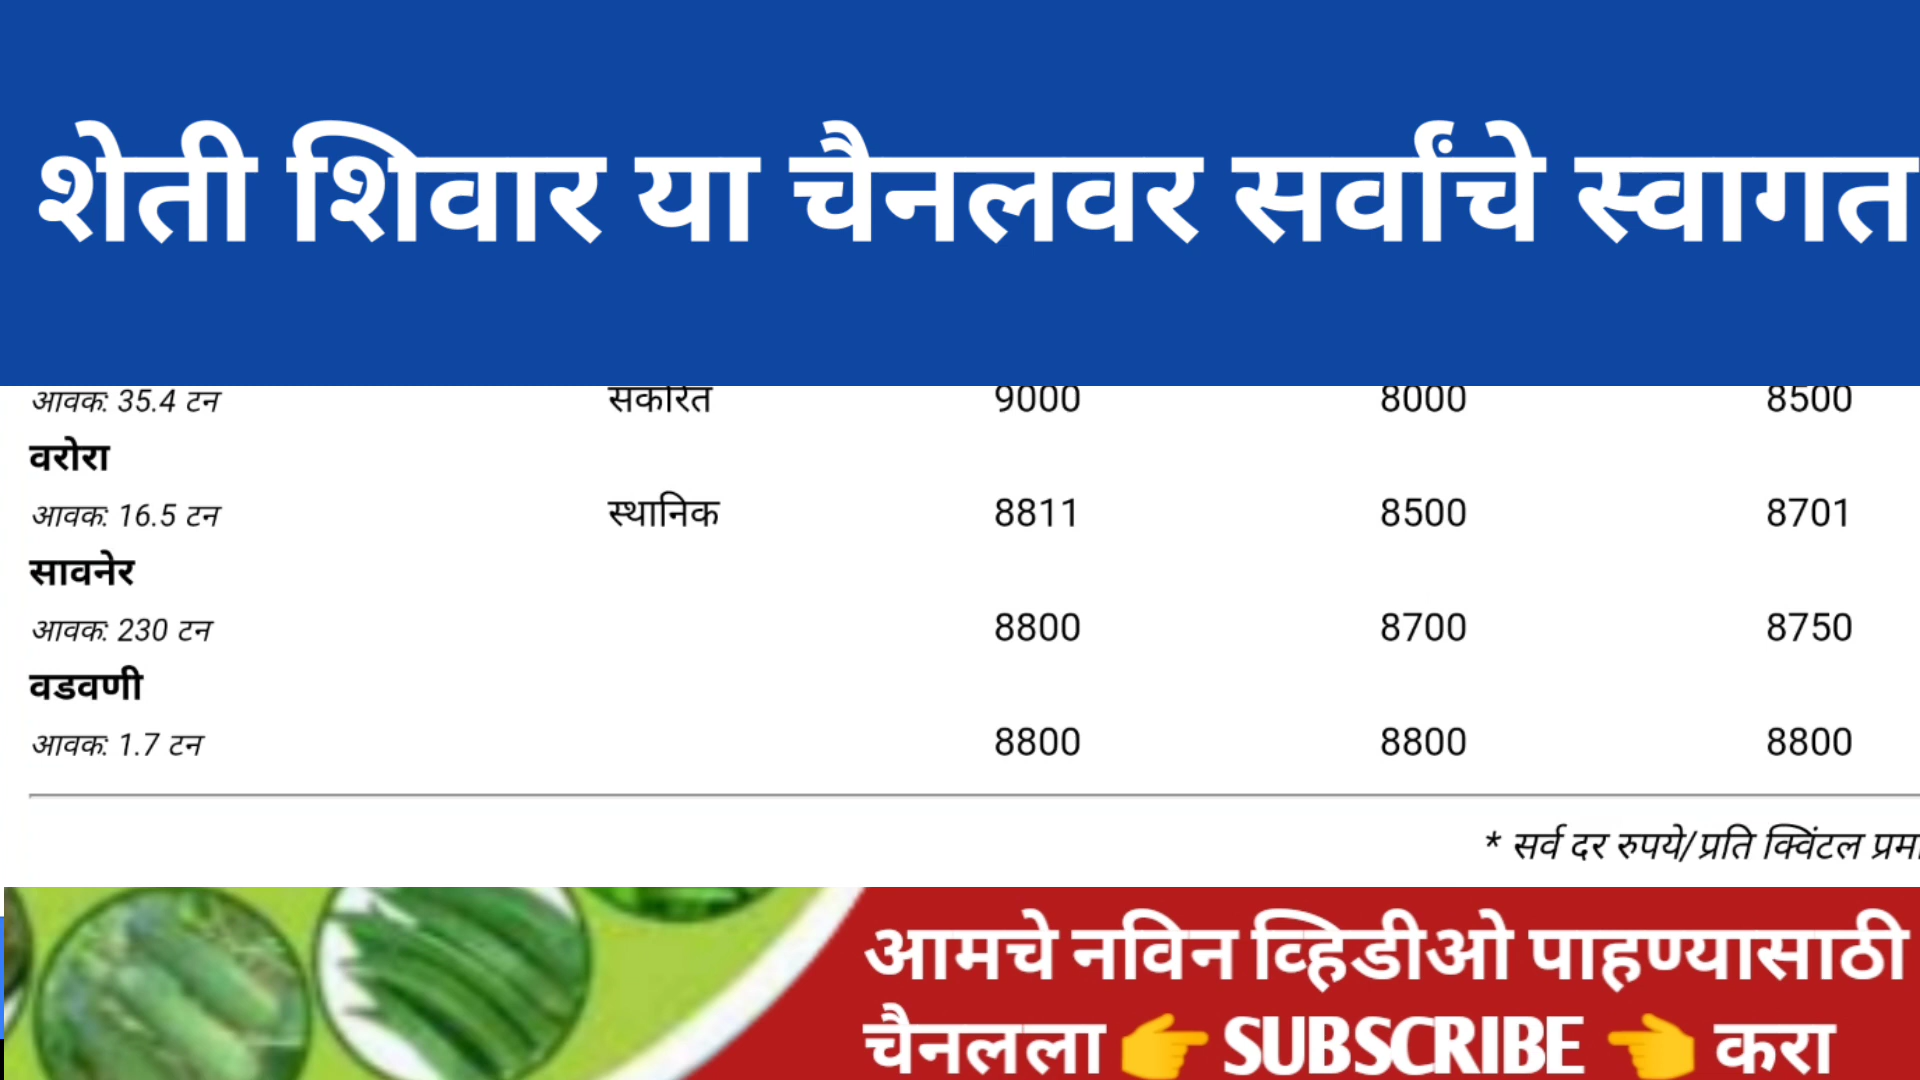 शेती शिवार या चैनलवर सर्वांचे स्वागत
आवक: 35.4 टन संकरित 9000 8000 8500
वरोरा
आवक: 16.5 टन स्थानिक 8811 8500 8701
सावनेर
आवक: 230 टन 8800 8700 8750
वडवणी
आवक: 1.7 टन 8800 8800 8800
* सर्व दर रुपये/प्रति क्विंटल
आमचे नविन व्हिडीओ पाहण्यासाठी
चैनलला 👉 SUBSCRIBE 👈 करा